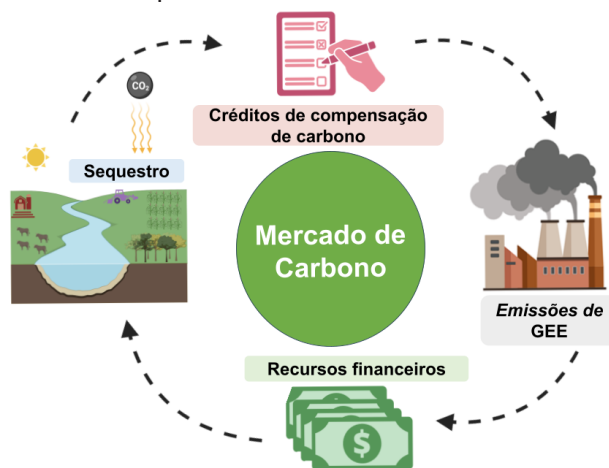 CO₂
Créditos de compensação
de carbono
Sequestro
Mercado de
Carbono
Emissões de
GEE
Recursos financeiros
$